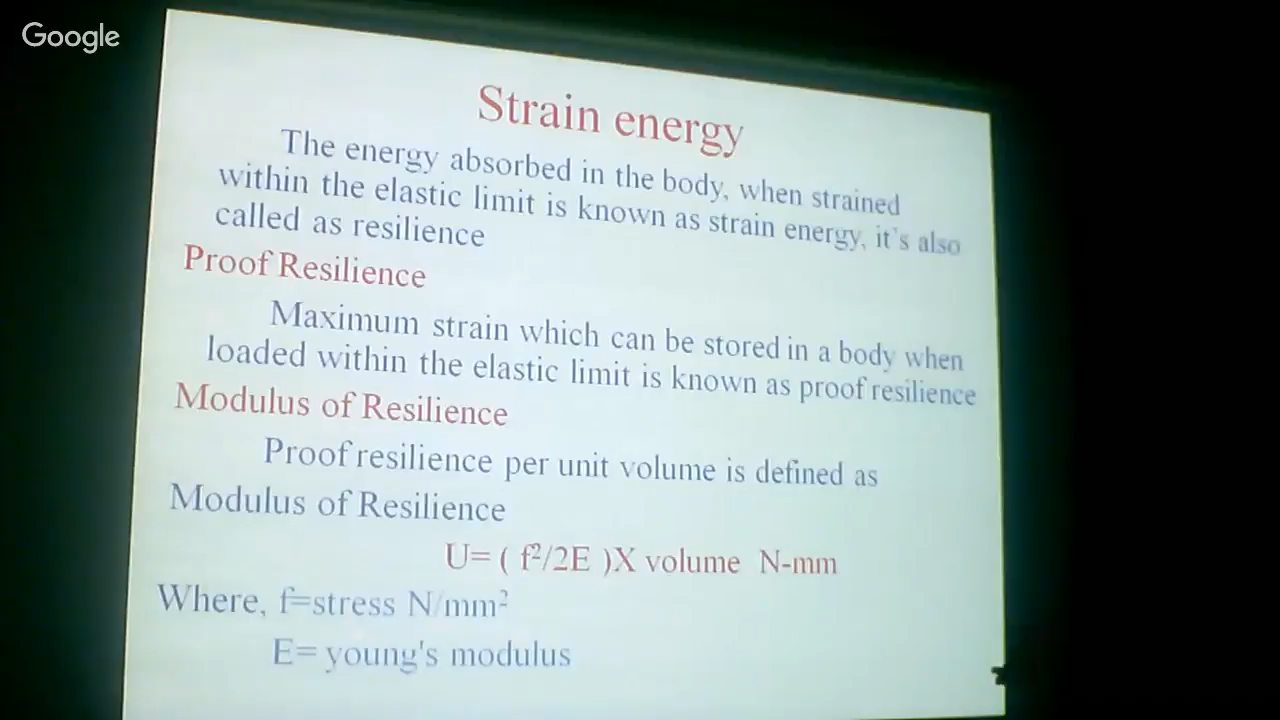 Google
Strain energy
The energy absorbed in the body, when strained
within the elastic limit is known as strain energy, it's also
called as resilience
Proof Resilience
Maximum strain which can be stored in a body when
loaded within the elastic limit is known as proof resilience
Modulus of Resilience
Proof resilience per unit volume is defined as
Modulus of Resilience
U= ( f²/2E )X volume N-mm
Where, f=stress N/mm²
E= young's modulus